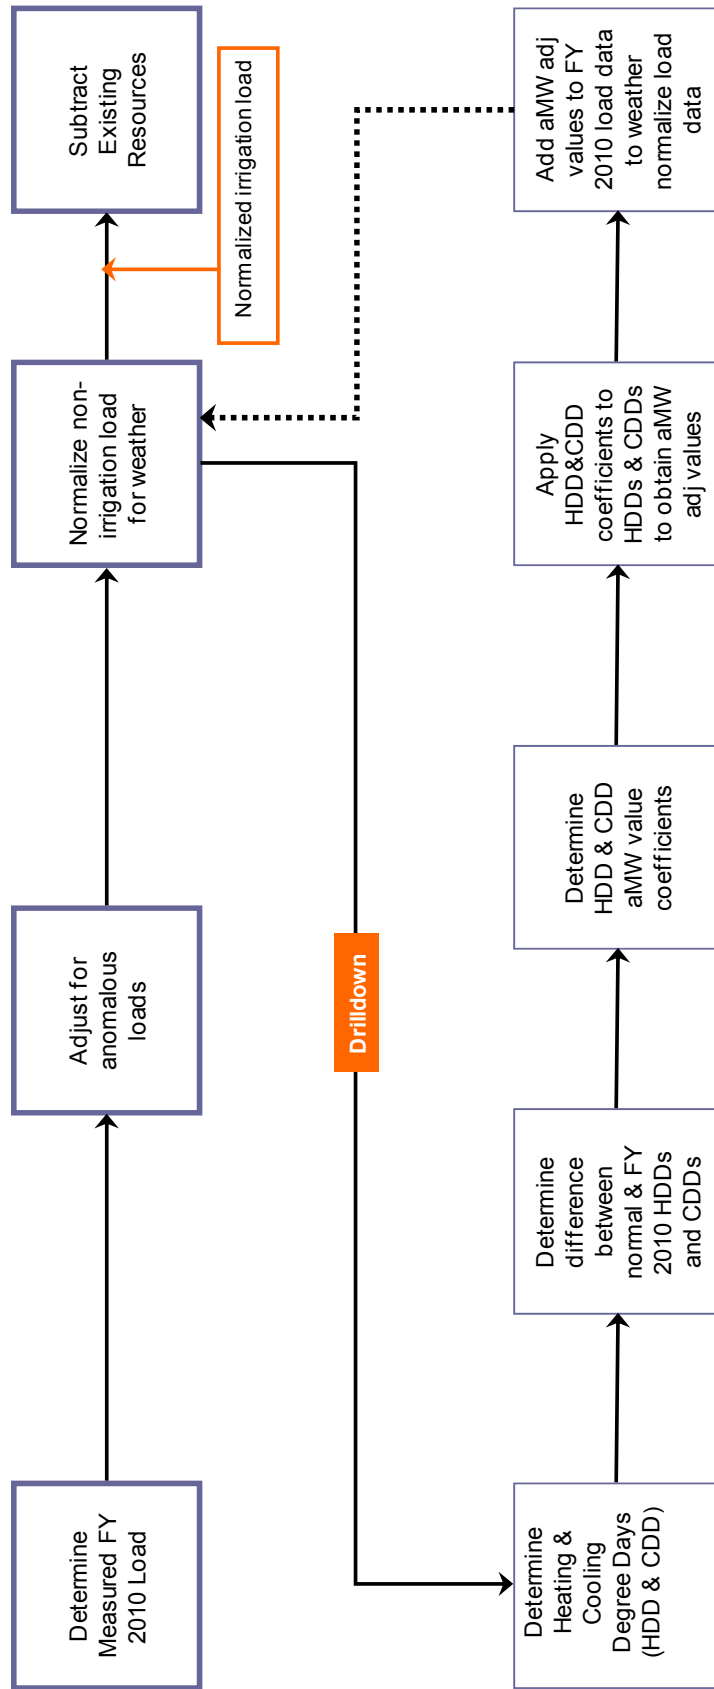 Determine
Measured FY
2010 Load
Adjust for
anomalous
loads
Normalize non-
irrigation load
for weather
Subtract
Existing
Resources
Normalized irrigation load
Drilldown
Determine
Heating &
Cooling
Degree Days
(HDD & CDD)
Determine
difference
between
normal & FY
2010 HDDs
and CDDs
Determine
HDD & CDD
aMW value
coefficients
Apply
HDD&CDD
coefficients to
HDDs & CDDs
to obtain aMW
adj values
Add aMW adj
values to FY
2010 load data
to weather
normalize load
data